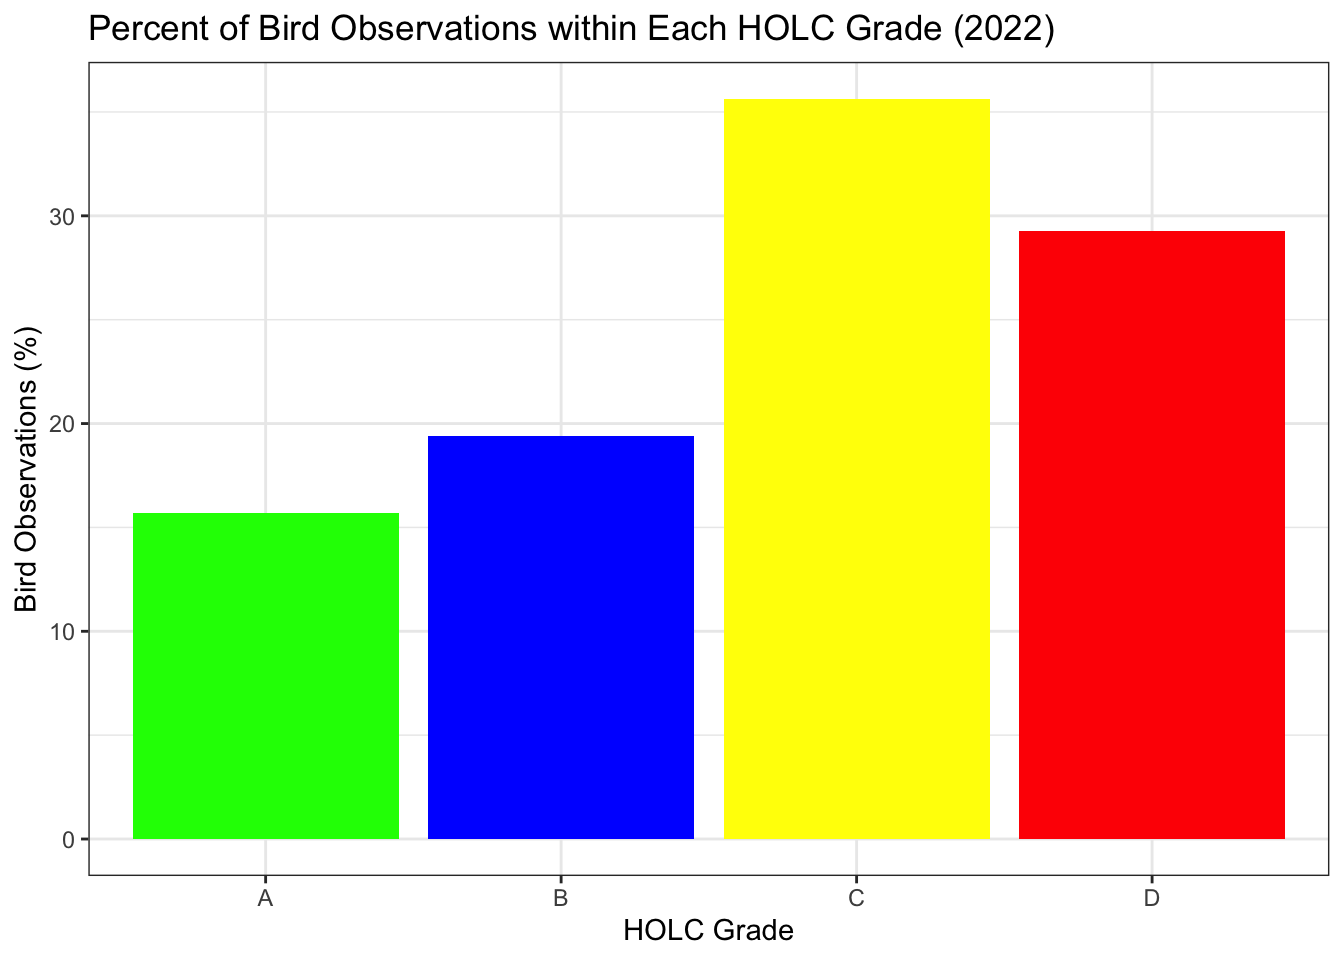 Percent of Bird Observations within Each HOLC Grade (2022)
Bird Observations (%)
30
20
10
0
A B C D
HOLC Grade